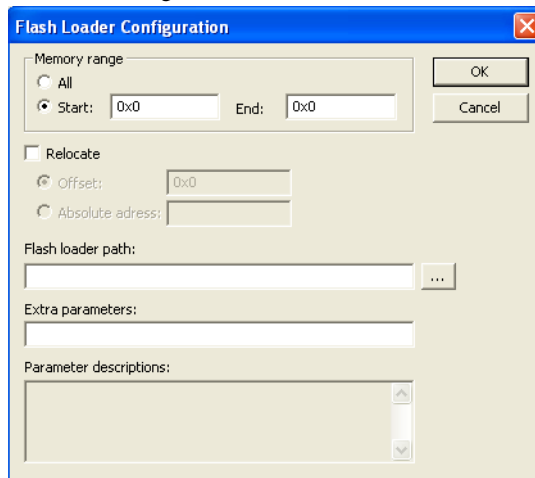 Flash Loader Configuration
Memory range
All
OK
Start: 0x0 End: 0x0
Cancel
Relocate
Offset: 0x0
Absolute adress:
Flash loader path:
...
Extra parameters:
Parameter descriptions: